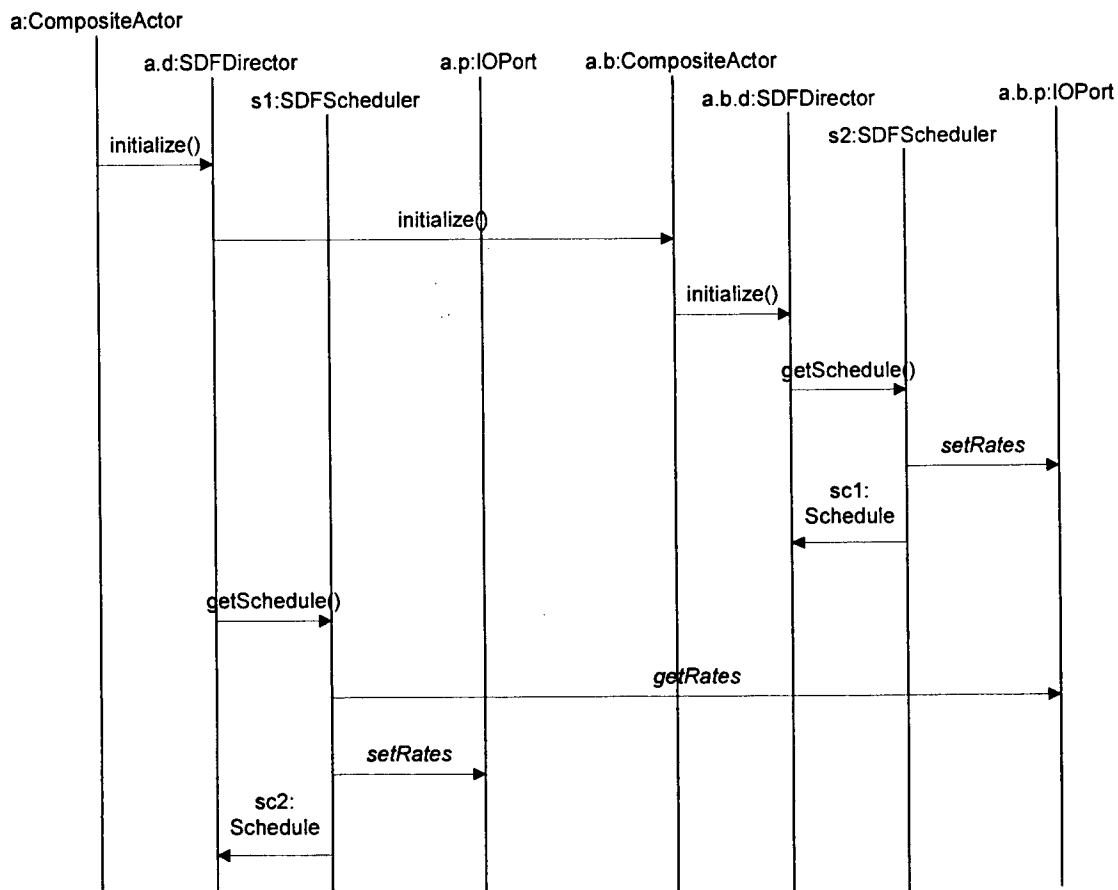 a:CompositeActor
a.d:SDFDirector
a.p:IOPort
a.b:CompositeActor
s1:SDFScheduler
a.b.d:SDFDirector
a.b.p:IOPort
s2:SDFScheduler
initialize()
initialize()
initialize()
getSchedule()
setRates
sc1:
Schedule
getSchedule()
getRates
setRates
sc2:
Schedule